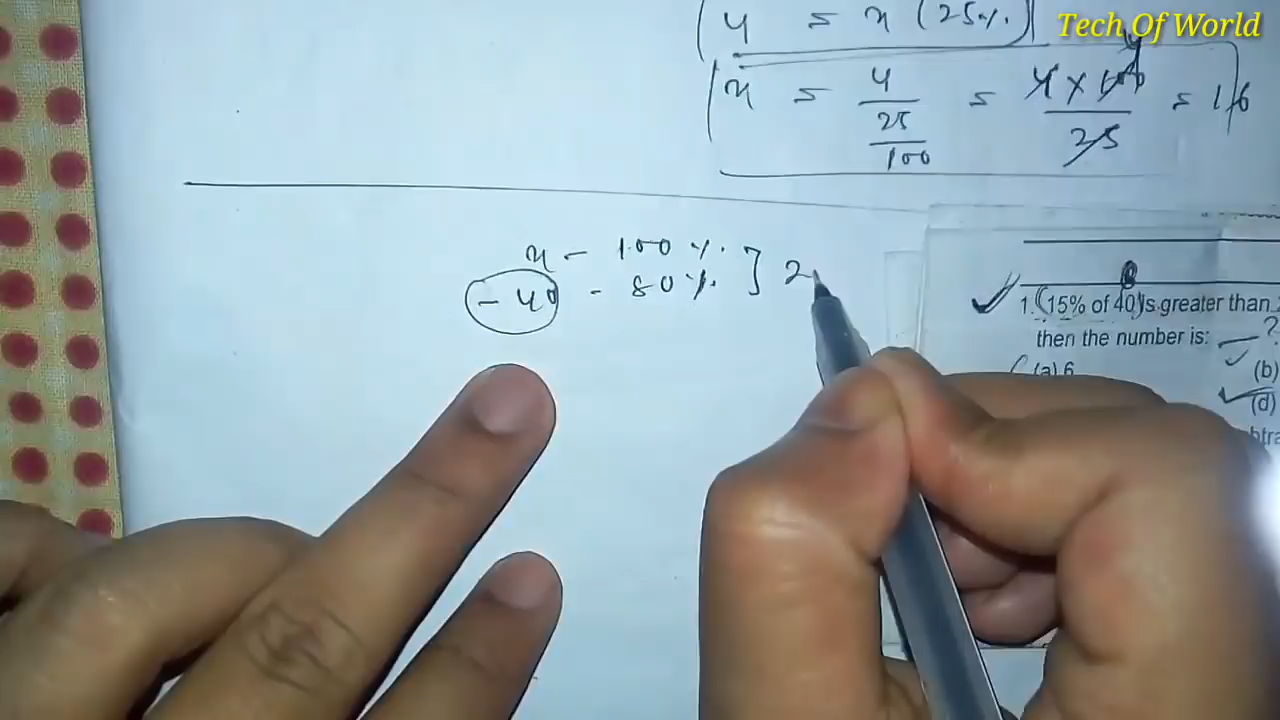 Tech Of World
4 = x (25%)
x = 4 / 25/100 = 4 x 100 / 25 = 16
x - 100 %.
- 40 - 80 %. ] 2
1. (15% of 40) is greater than
then the number is: ?
(a) 6
(b)
(d)